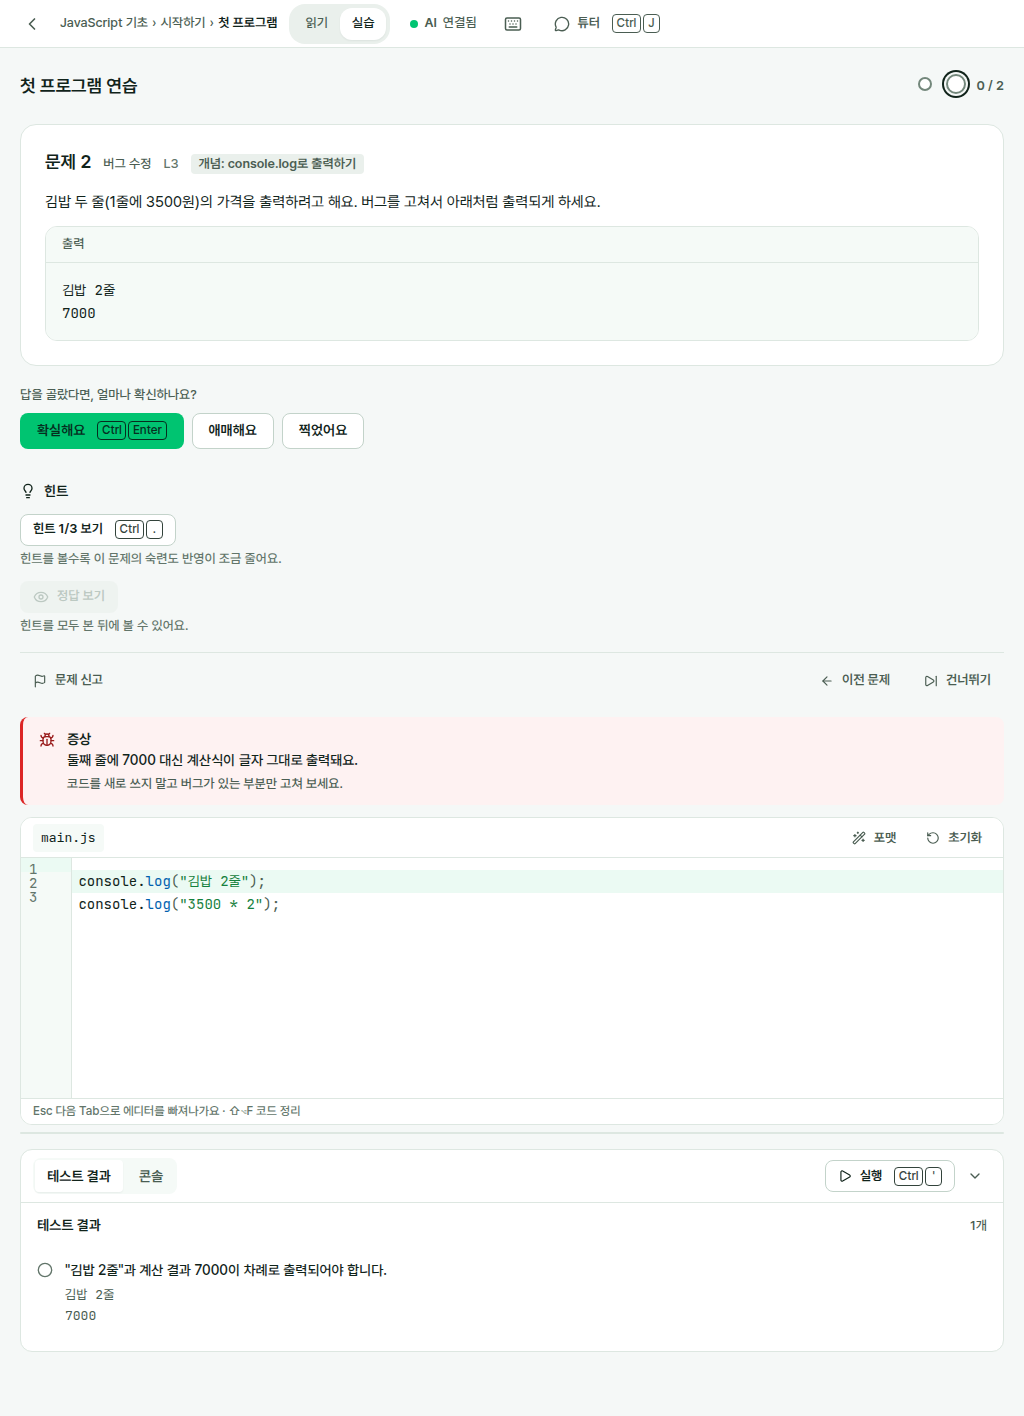 JavaScript 기초 › 시작하기 › 첫 프로그램 읽기 실습 AI 연결됨 튜터 Ctrl J
첫 프로그램 연습 0 / 2
문제 2 버그 수정 L3 개념: console.log로 출력하기
김밥 두 줄(1줄에 3500원)의 가격을 출력하려고 해요. 버그를 고쳐서 아래처럼 출력되게 하세요.
출력
김밥 2줄
7000
답을 골랐다면, 얼마나 확신하나요?
확실해요 Ctrl Enter 애매해요 찍었어요
힌트
힌트 1/3 보기 Ctrl .
힌트를 볼수록 이 문제의 숙련도 반영이 조금 줄어요.
정답 보기
힌트를 모두 본 뒤에 볼 수 있어요.
문제 신고 이전 문제 건너뛰기
증상
둘째 줄에 7000 대신 계산식이 글자 그대로 출력돼요.
코드를 새로 쓰지 말고 버그가 있는 부분만 고쳐 보세요.
main.js 포맷 초기화
1
2
3
console.log("김밥 2줄");
console.log("3500 * 2");
Esc 다음 Tab으로 에디터를 빠져나가요 · ⇧⌥F 코드 정리
테스트 결과 콘솔 실행 Ctrl '
테스트 결과 1개
"김밥 2줄"과 계산 결과 7000이 차례로 출력되어야 합니다.
김밥 2줄
7000